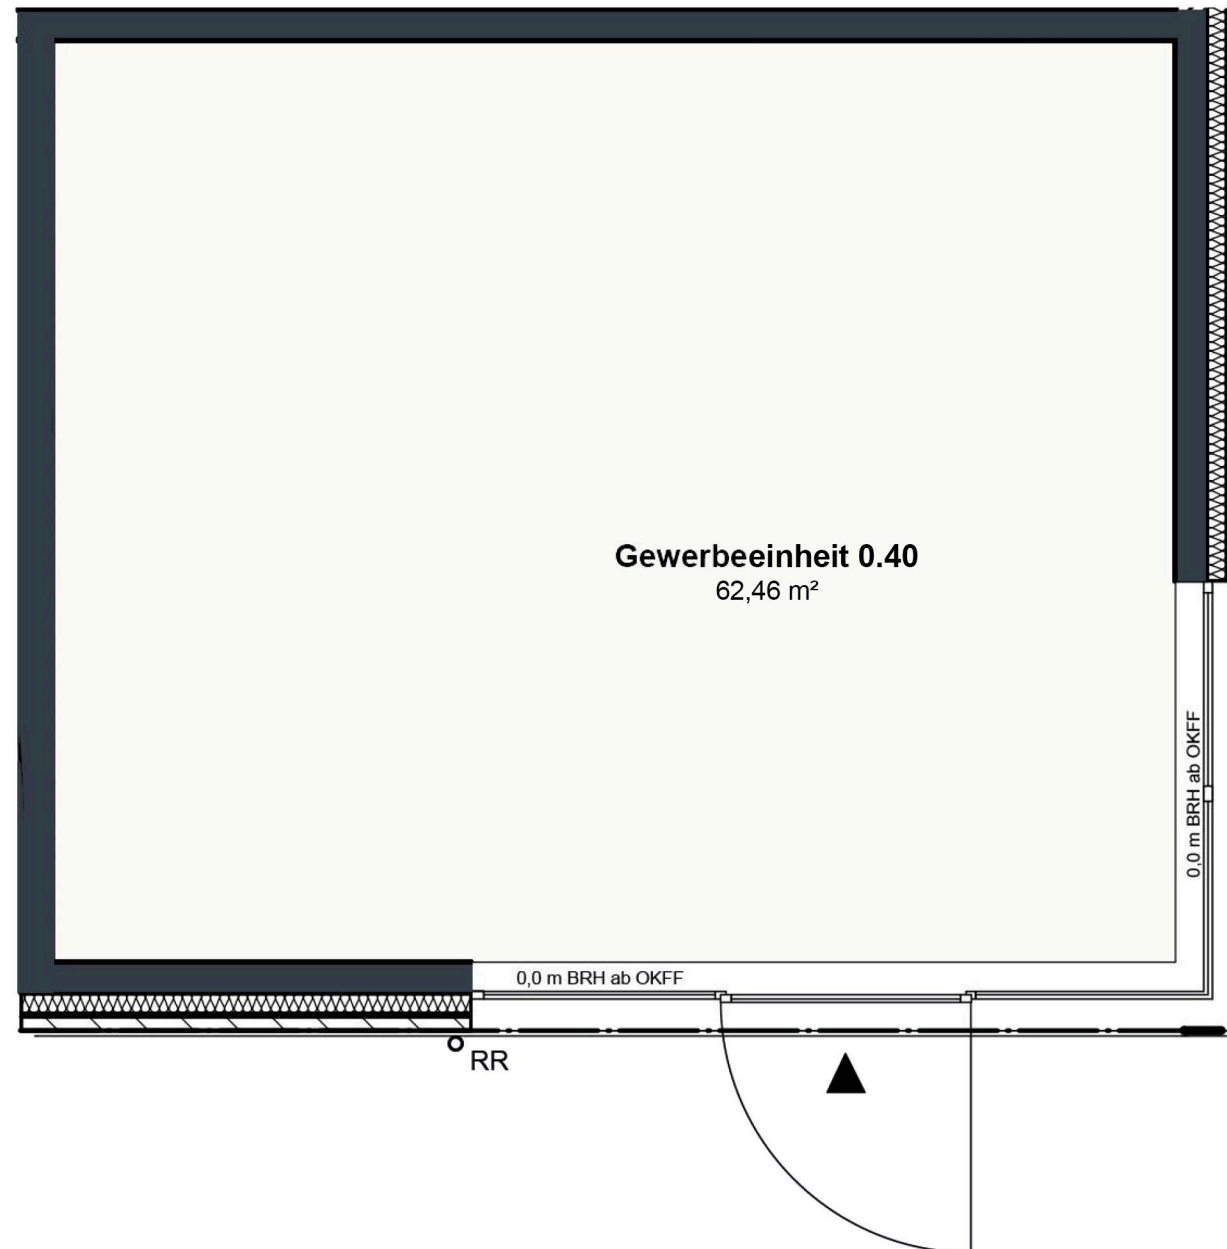 Gewerbeeinheit 0.40
62,46 m²
0,0 m BRH ab OKFF
0,0 m BRH ab OKFF
RR